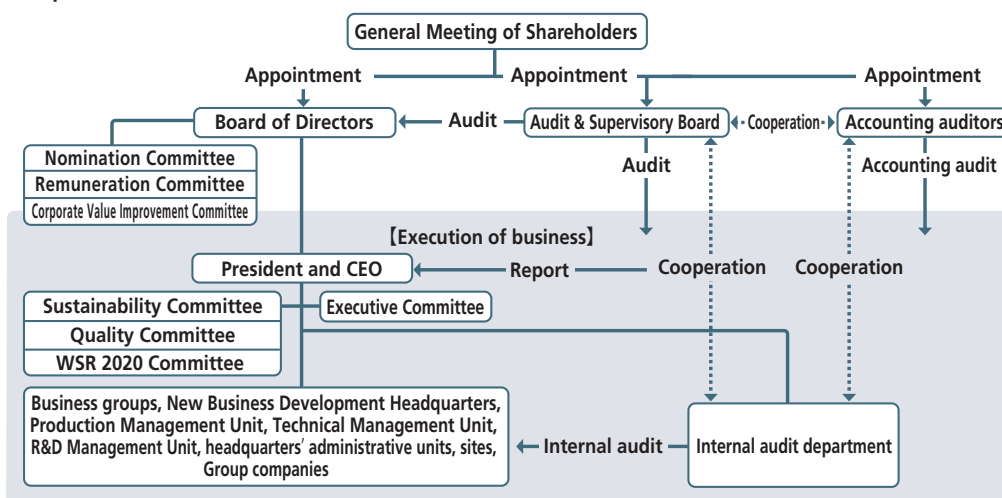 General Meeting of Shareholders
Appointment Appointment Appointment
Board of Directors Audit Audit & Supervisory Board Cooperation Accounting auditors
Nomination Committee
Remuneration Committee
Corporate Value Improvement Committee
Audit Accounting audit
【Execution of business】
President and CEO Report Cooperation Cooperation
Sustainability Committee Executive Committee
Quality Committee
WSR 2020 Committee
Business groups, New Business Development Headquarters,
Production Management Unit, Technical Management Unit,
R&D Management Unit, headquarters' administrative units, sites,
Group companies
Internal audit Internal audit department